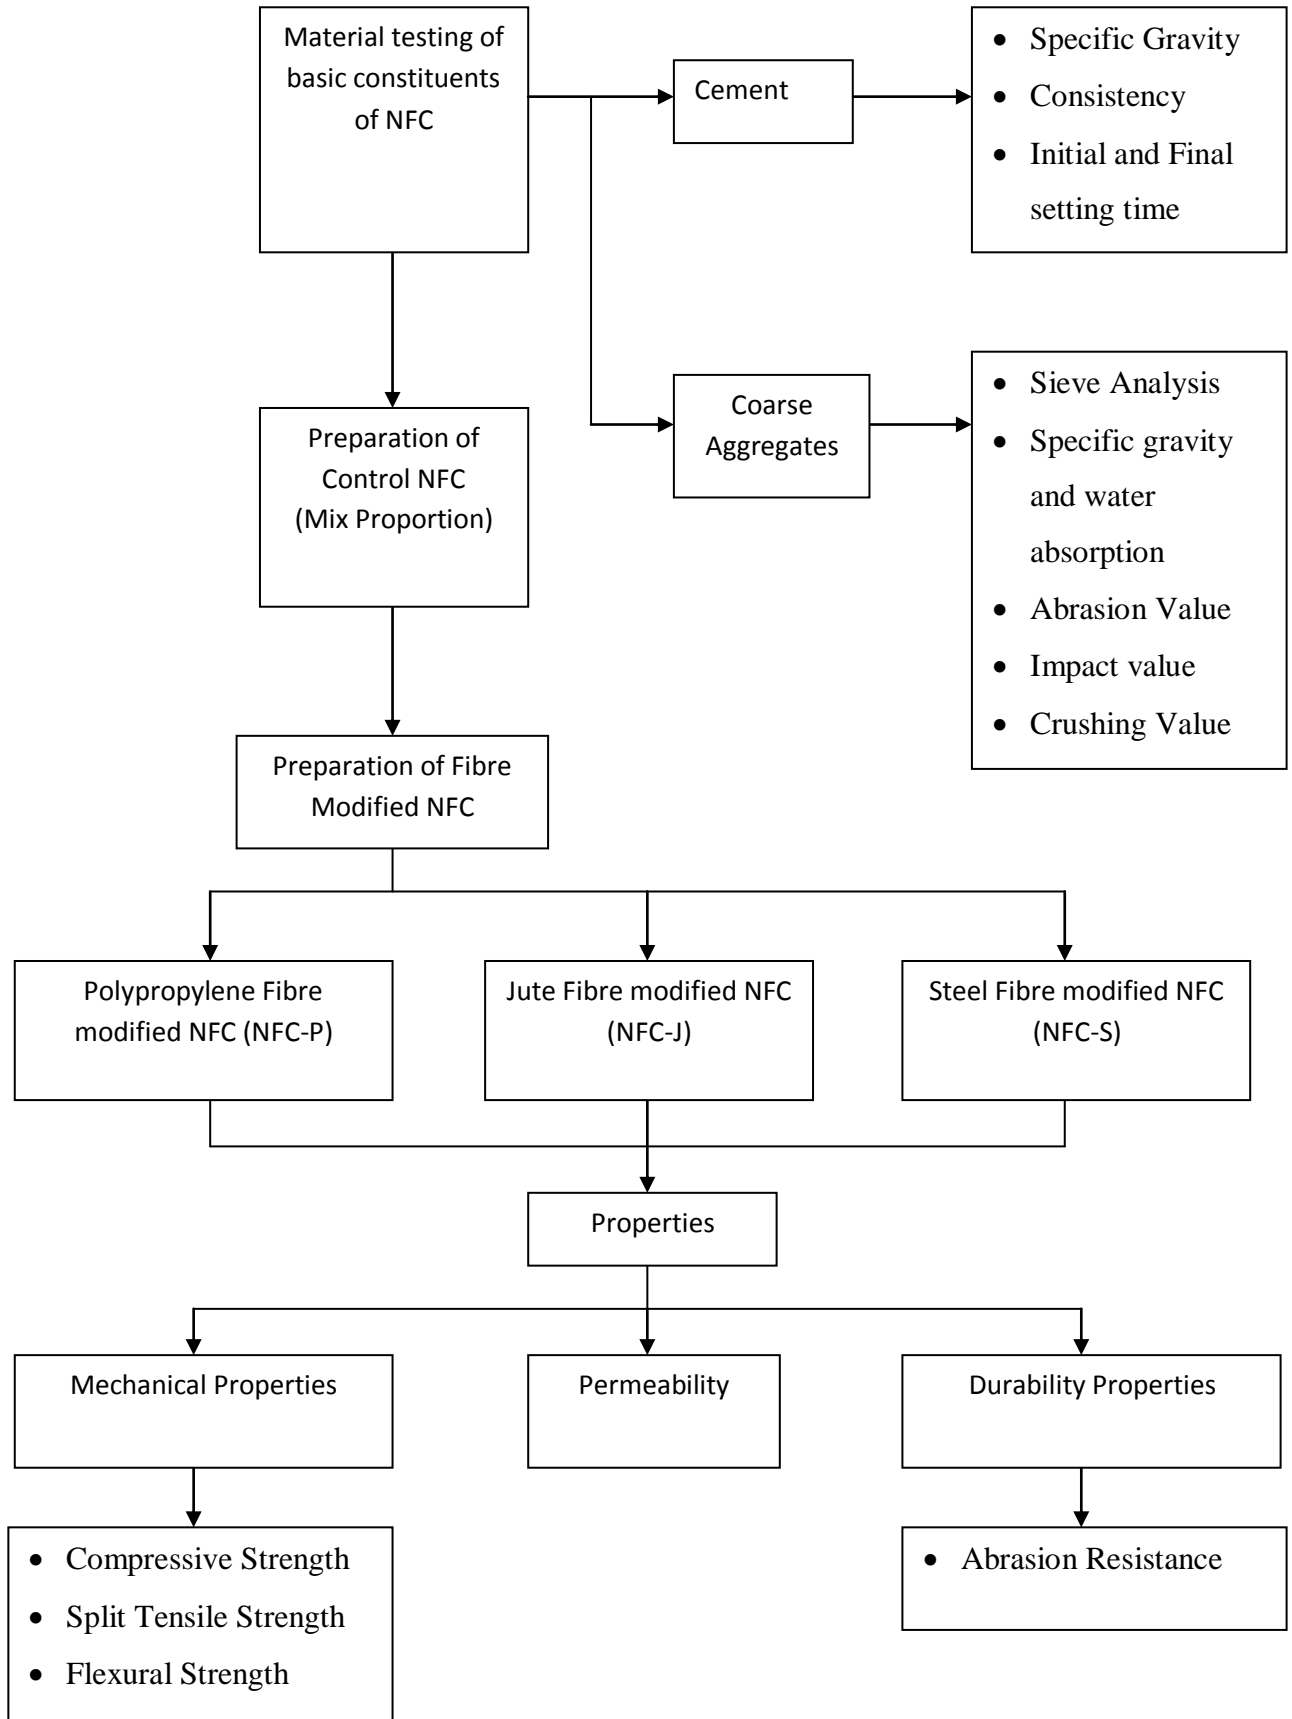 Material testing of
basic constituents
of NFC
Cement
• Specific Gravity
• Consistency
• Initial and Final
setting time
Preparation of
Control NFC
(Mix Proportion)
Coarse
Aggregates
• Sieve Analysis
• Specific gravity
and water
absorption
• Abrasion Value
• Impact value
• Crushing Value
Preparation of Fibre
Modified NFC
Polypropylene Fibre
modified NFC (NFC-P)
Jute Fibre modified NFC
(NFC-J)
Steel Fibre modified NFC
(NFC-S)
Properties
Mechanical Properties
Permeability
Durability Properties
• Compressive Strength
• Split Tensile Strength
• Flexural Strength
• Abrasion Resistance